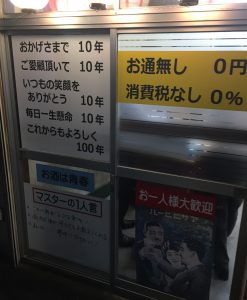 おかげさまで 10年
ご愛顧頂いて 10年
いつもの笑顔を
ありがとう 10年
毎日一生懸命 10年
これからもよろしく
100年
お通無し 0円
消費税なし 0%
お酒は青春
マスターの1人言
お一人様大歓迎